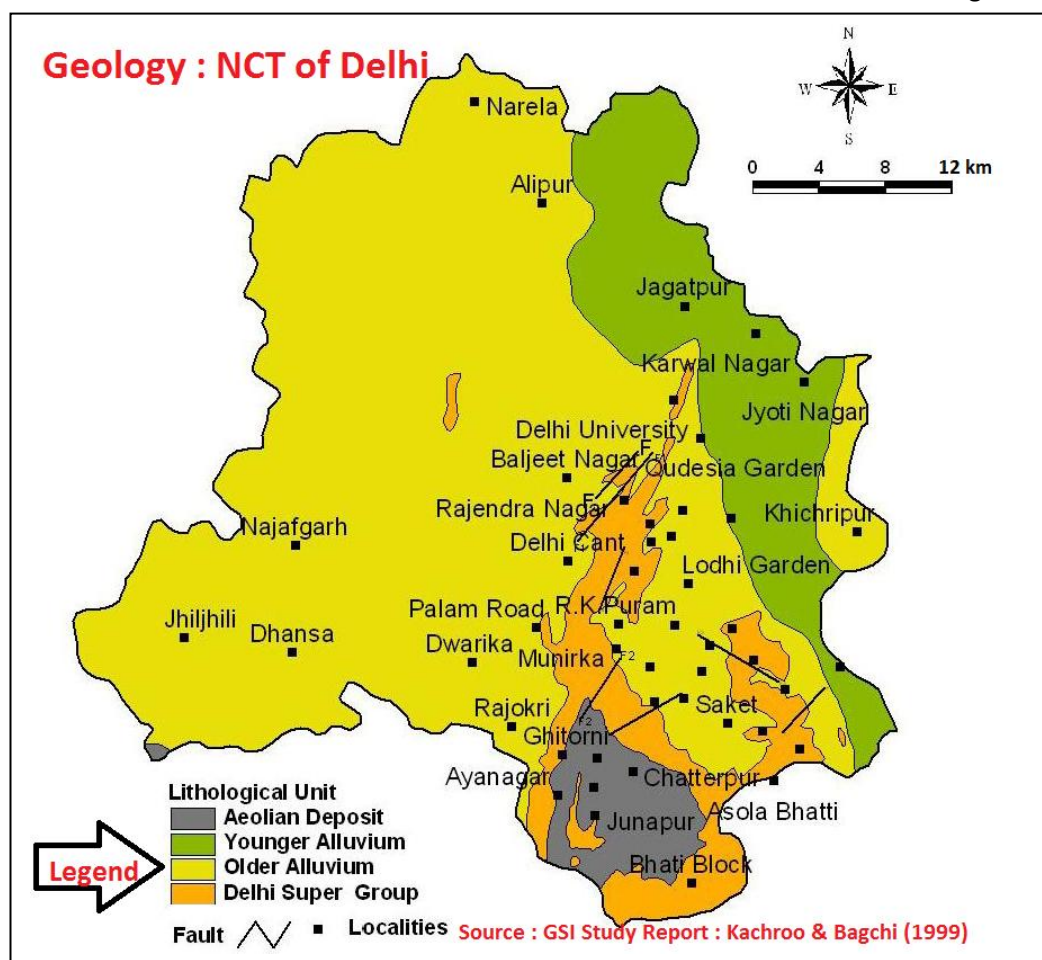 Geology : NCT of Delhi
N
W E
S
0 4 8 12 km
Narela
Alipur
Jagatpur
Karwal Nagar
Jyoti Nagar
Delhi University
F
Baljeet Nagar
Qudesia Garden
F
Rajendra Nagar
Khichripur
Najafgarh
Delhi Cant
Lodhi Garden
Palam Road
R.K.Puram
Jhiljhili
Dhansa
Dwarika
Munirka
F2
Rajokri
Saket
F2
Ghitorni
Ayanagar
Chatterpur
Asola Bhatti
Junapur
Bhati Block
Lithological Unit
Aeolian Deposit
Younger Alluvium
Legend
Older Alluvium
Delhi Super Group
Fault
Localities
Source : GSI Study Report : Kachroo & Bagchi (1999)